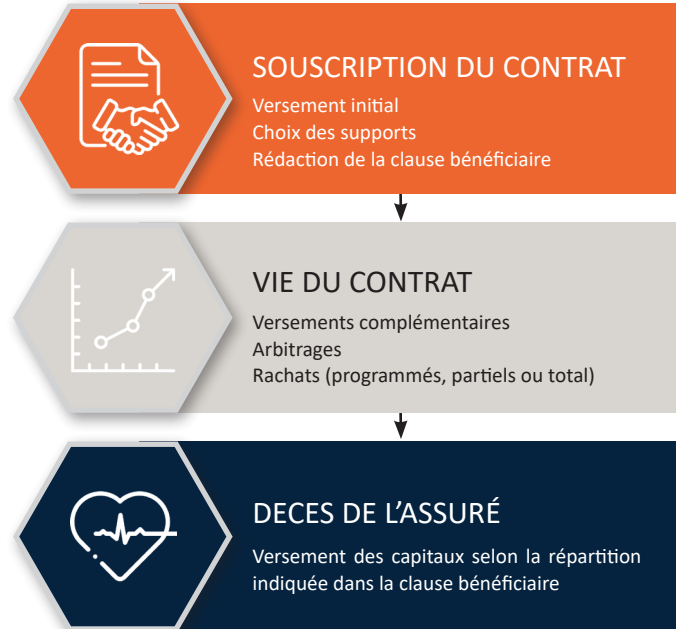 SOUSCRIPTION DU CONTRAT
Versement initial
Choix des supports
Rédaction de la clause bénéficiaire
VIE DU CONTRAT
Versements complémentaires
Arbitrages
Rachats (programmés, partiels ou total)
DECES DE L’ASSURÉ
Versement des capitaux selon la répartition
indiquée dans la clause bénéficiaire